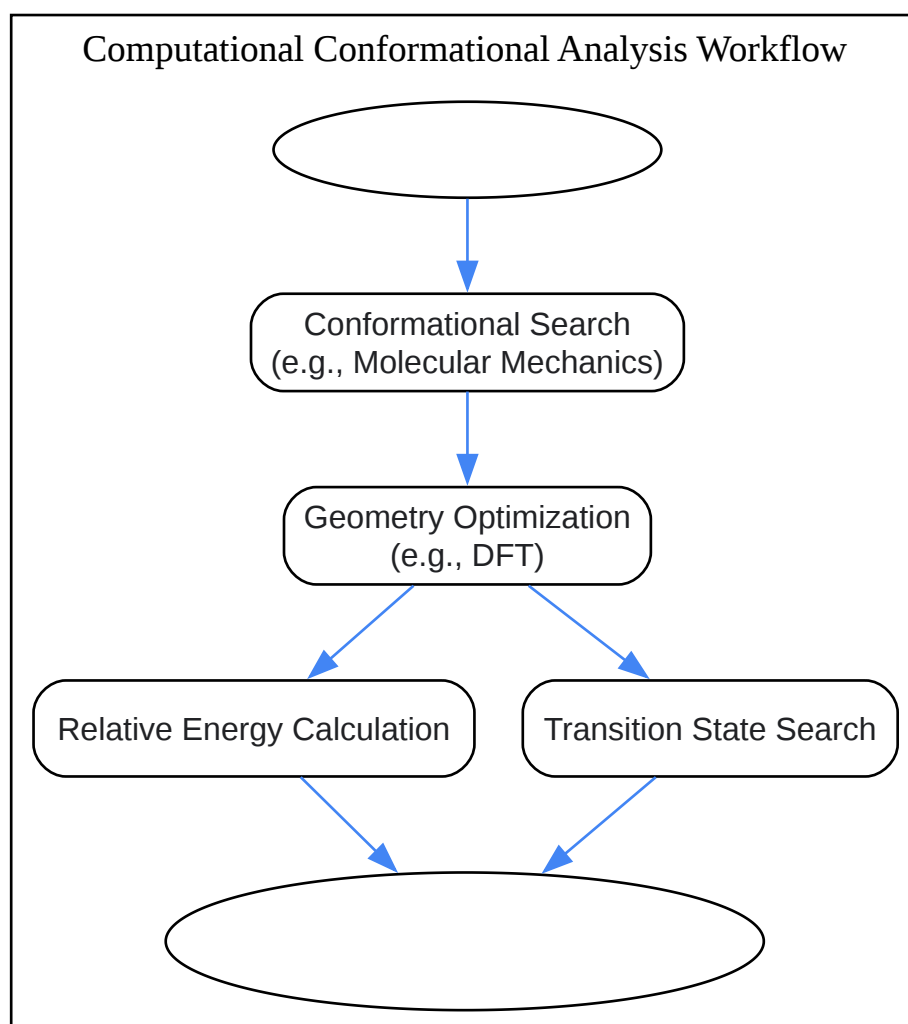 Computational Conformational Analysis Workflow
Conformational Search
(e.g., Molecular Mechanics)
Geometry Optimization
(e.g., DFT)
Relative Energy Calculation
Transition State Search